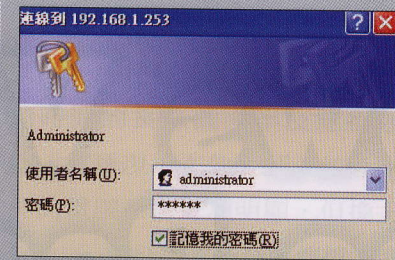 連線到 192.168.1.253
Administrator
使用者名稱(U):
administrator
密碼(P):
******
記憶我的密碼(R)